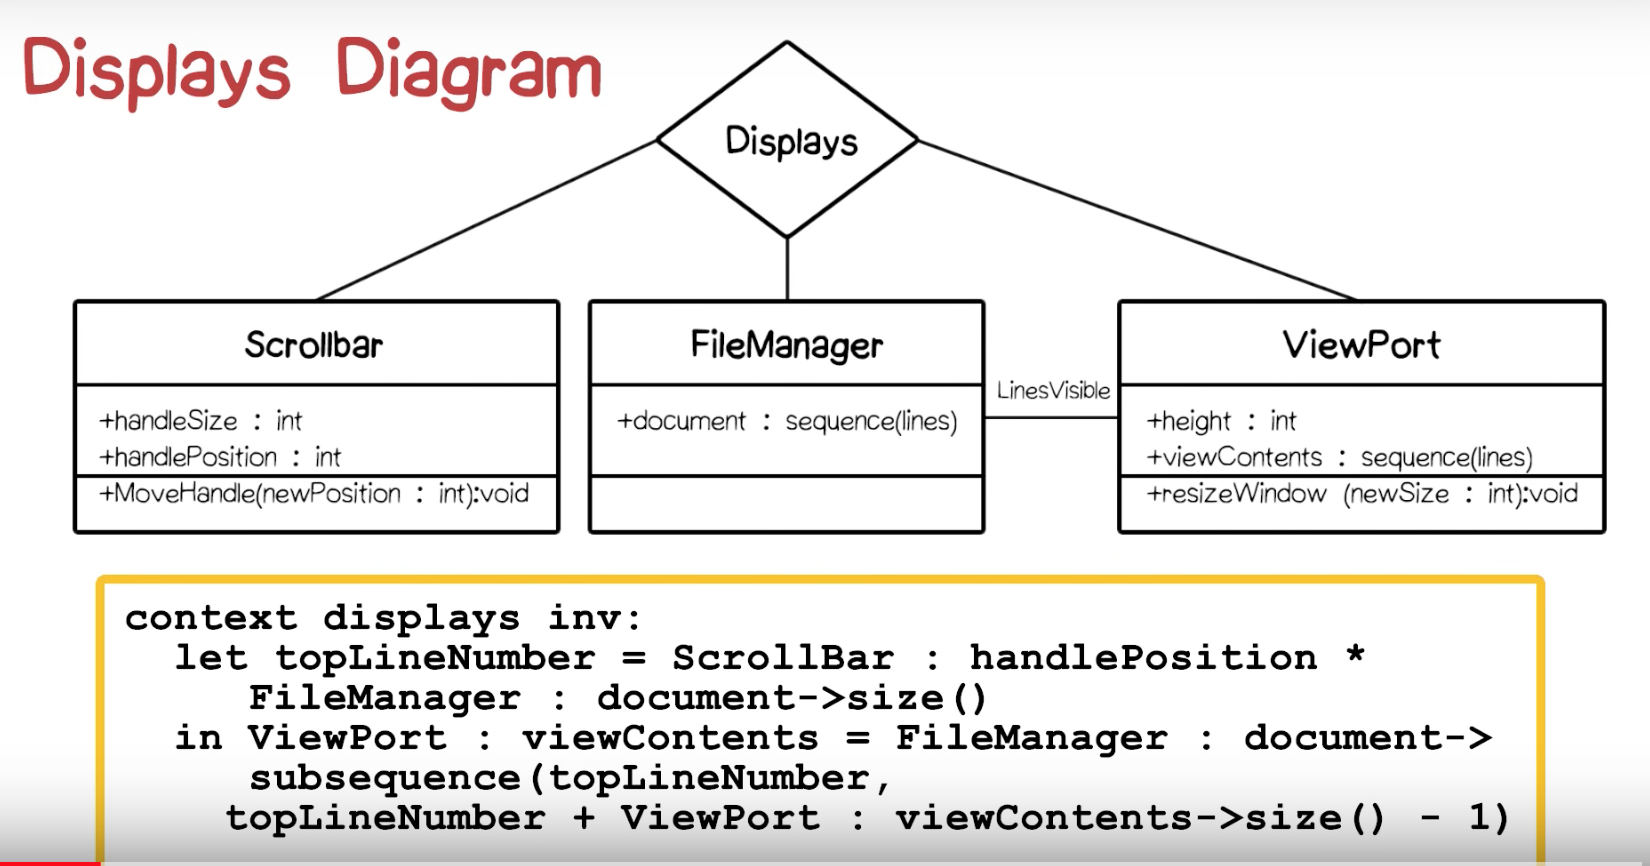 Displays Diagram
Displays
Scrollbar
+handleSize : int
+handlePosition : int
+MoveHandle(newPosition : int):void
FileManager
+document : sequence(lines)
LinesVisible
ViewPort
+height : int
+viewContents : sequence(lines)
+resizeWindow (newSize : int):void
context displays inv:
let topLineNumber = ScrollBar : handlePosition *
FileManager : document->size()
in ViewPort : viewContents = FileManager : document->
subsequence(topLineNumber,
topLineNumber + ViewPort : viewContents->size() - 1)